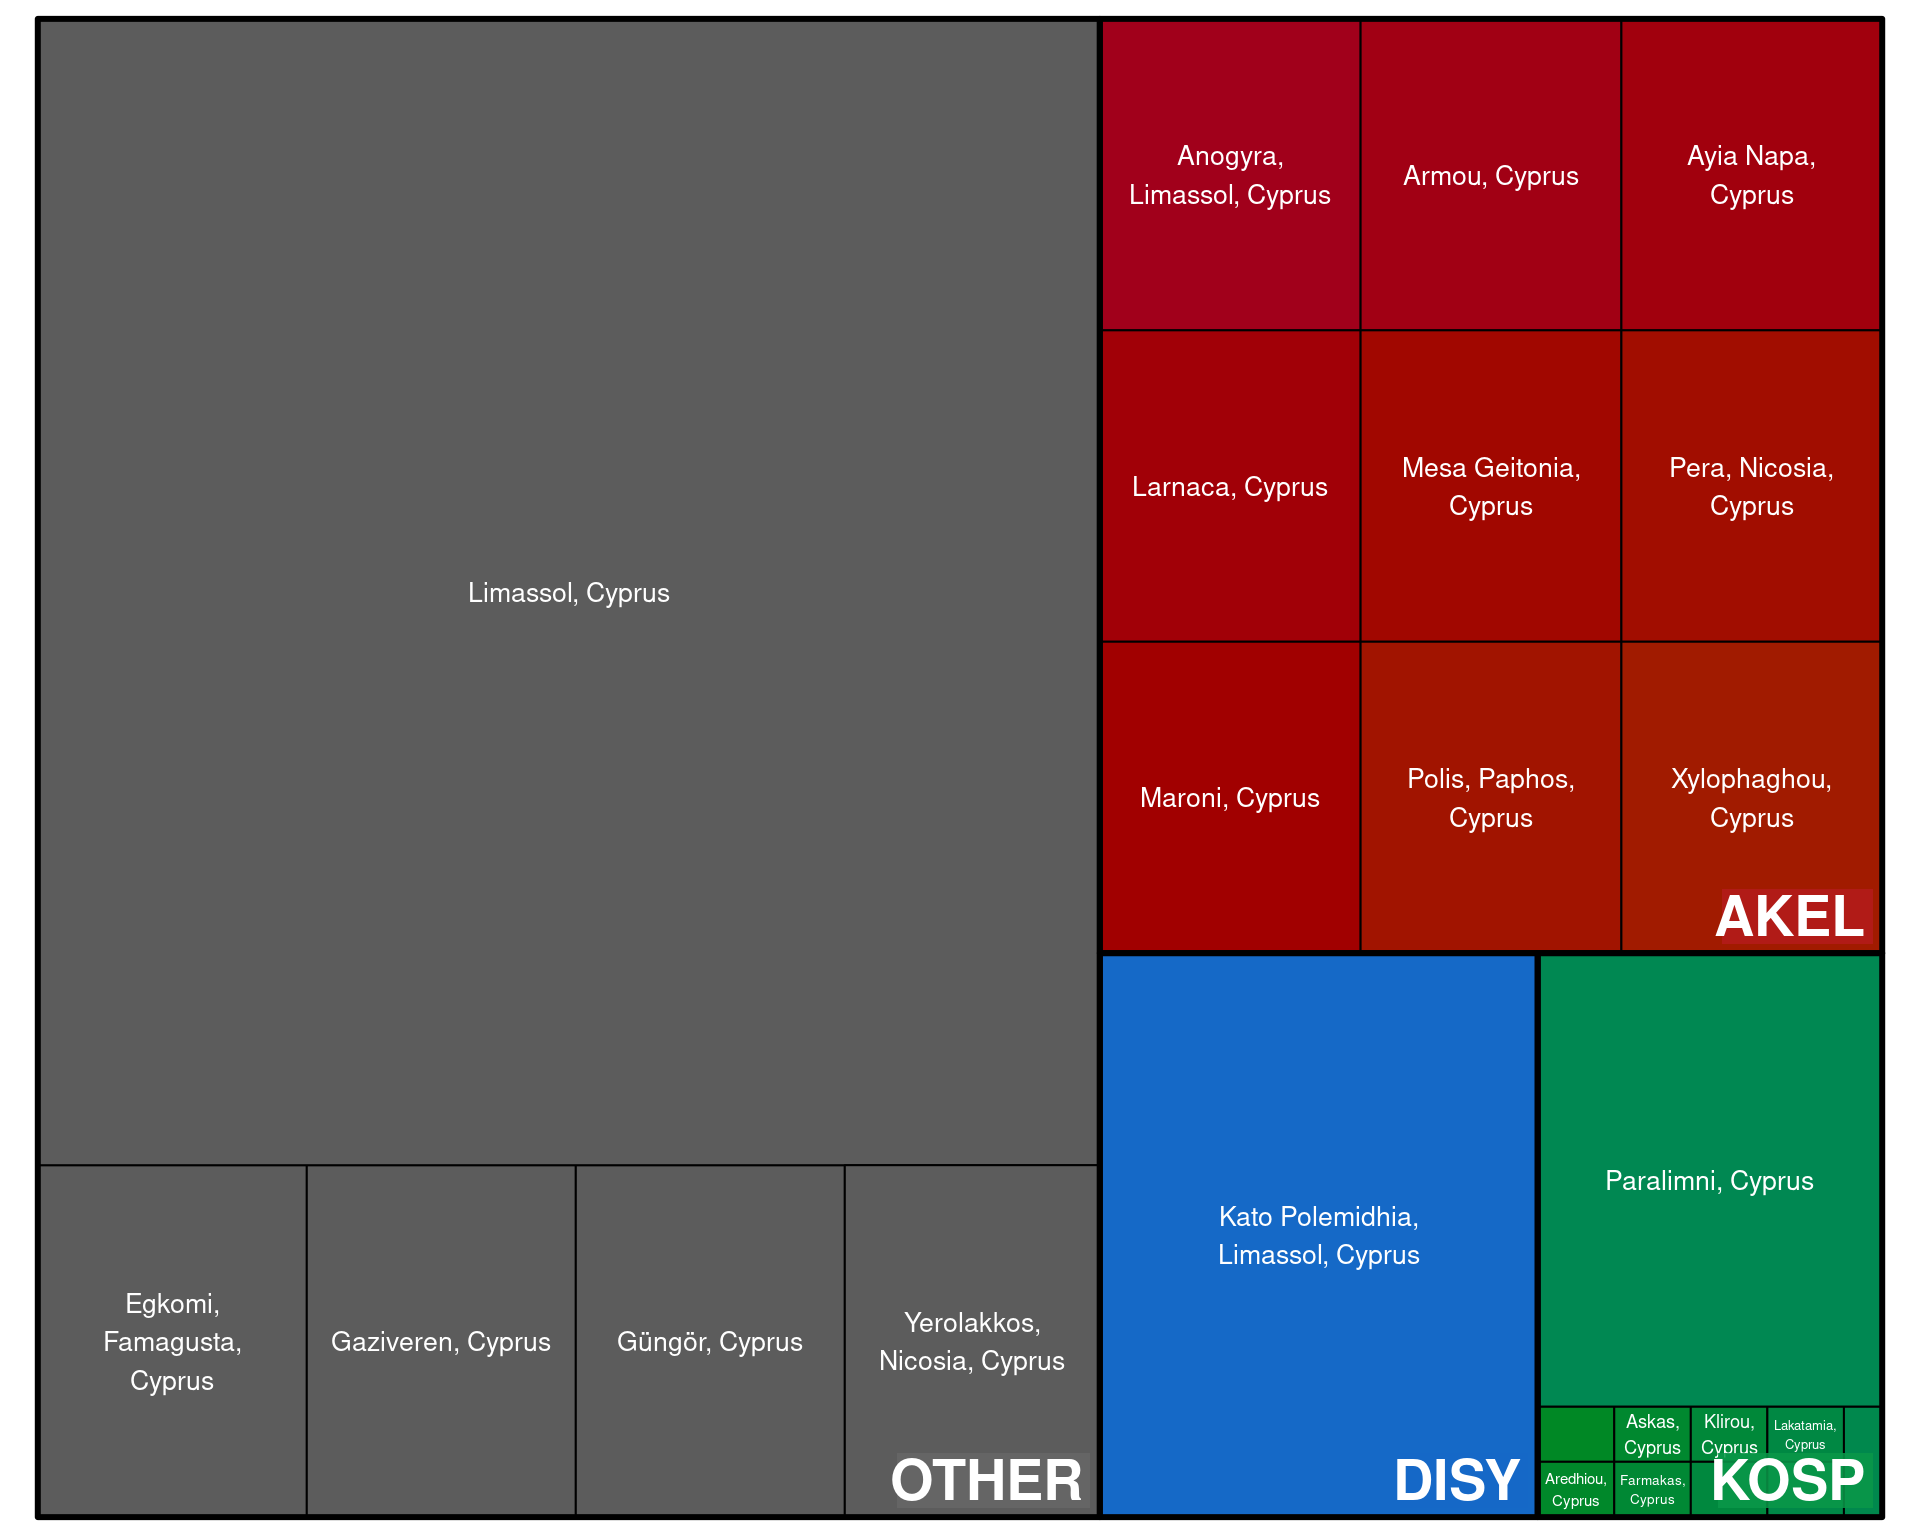 Limassol, Cyprus
Egkomi,
Famagusta,
Cyprus
Gaziveren, Cyprus
Güngör, Cyprus
Yerolakkos,
Nicosia, Cyprus
OTHER
Anogyra,
Limassol, Cyprus
Armou, Cyprus
Ayia Napa,
Cyprus
Larnaca, Cyprus
Mesa Geitonia,
Cyprus
Pera, Nicosia,
Cyprus
Maroni, Cyprus
Polis, Paphos,
Cyprus
Xylophaghou,
Cyprus
AKEL
Kato Polemidhia,
Limassol, Cyprus
DISY
Paralimni, Cyprus
Askas,
Cyprus
Klirou,
Cyprus
Lakatamia,
Cyprus
Aredhiou,
Cyprus
Farmakas,
Cyprus
KOSP